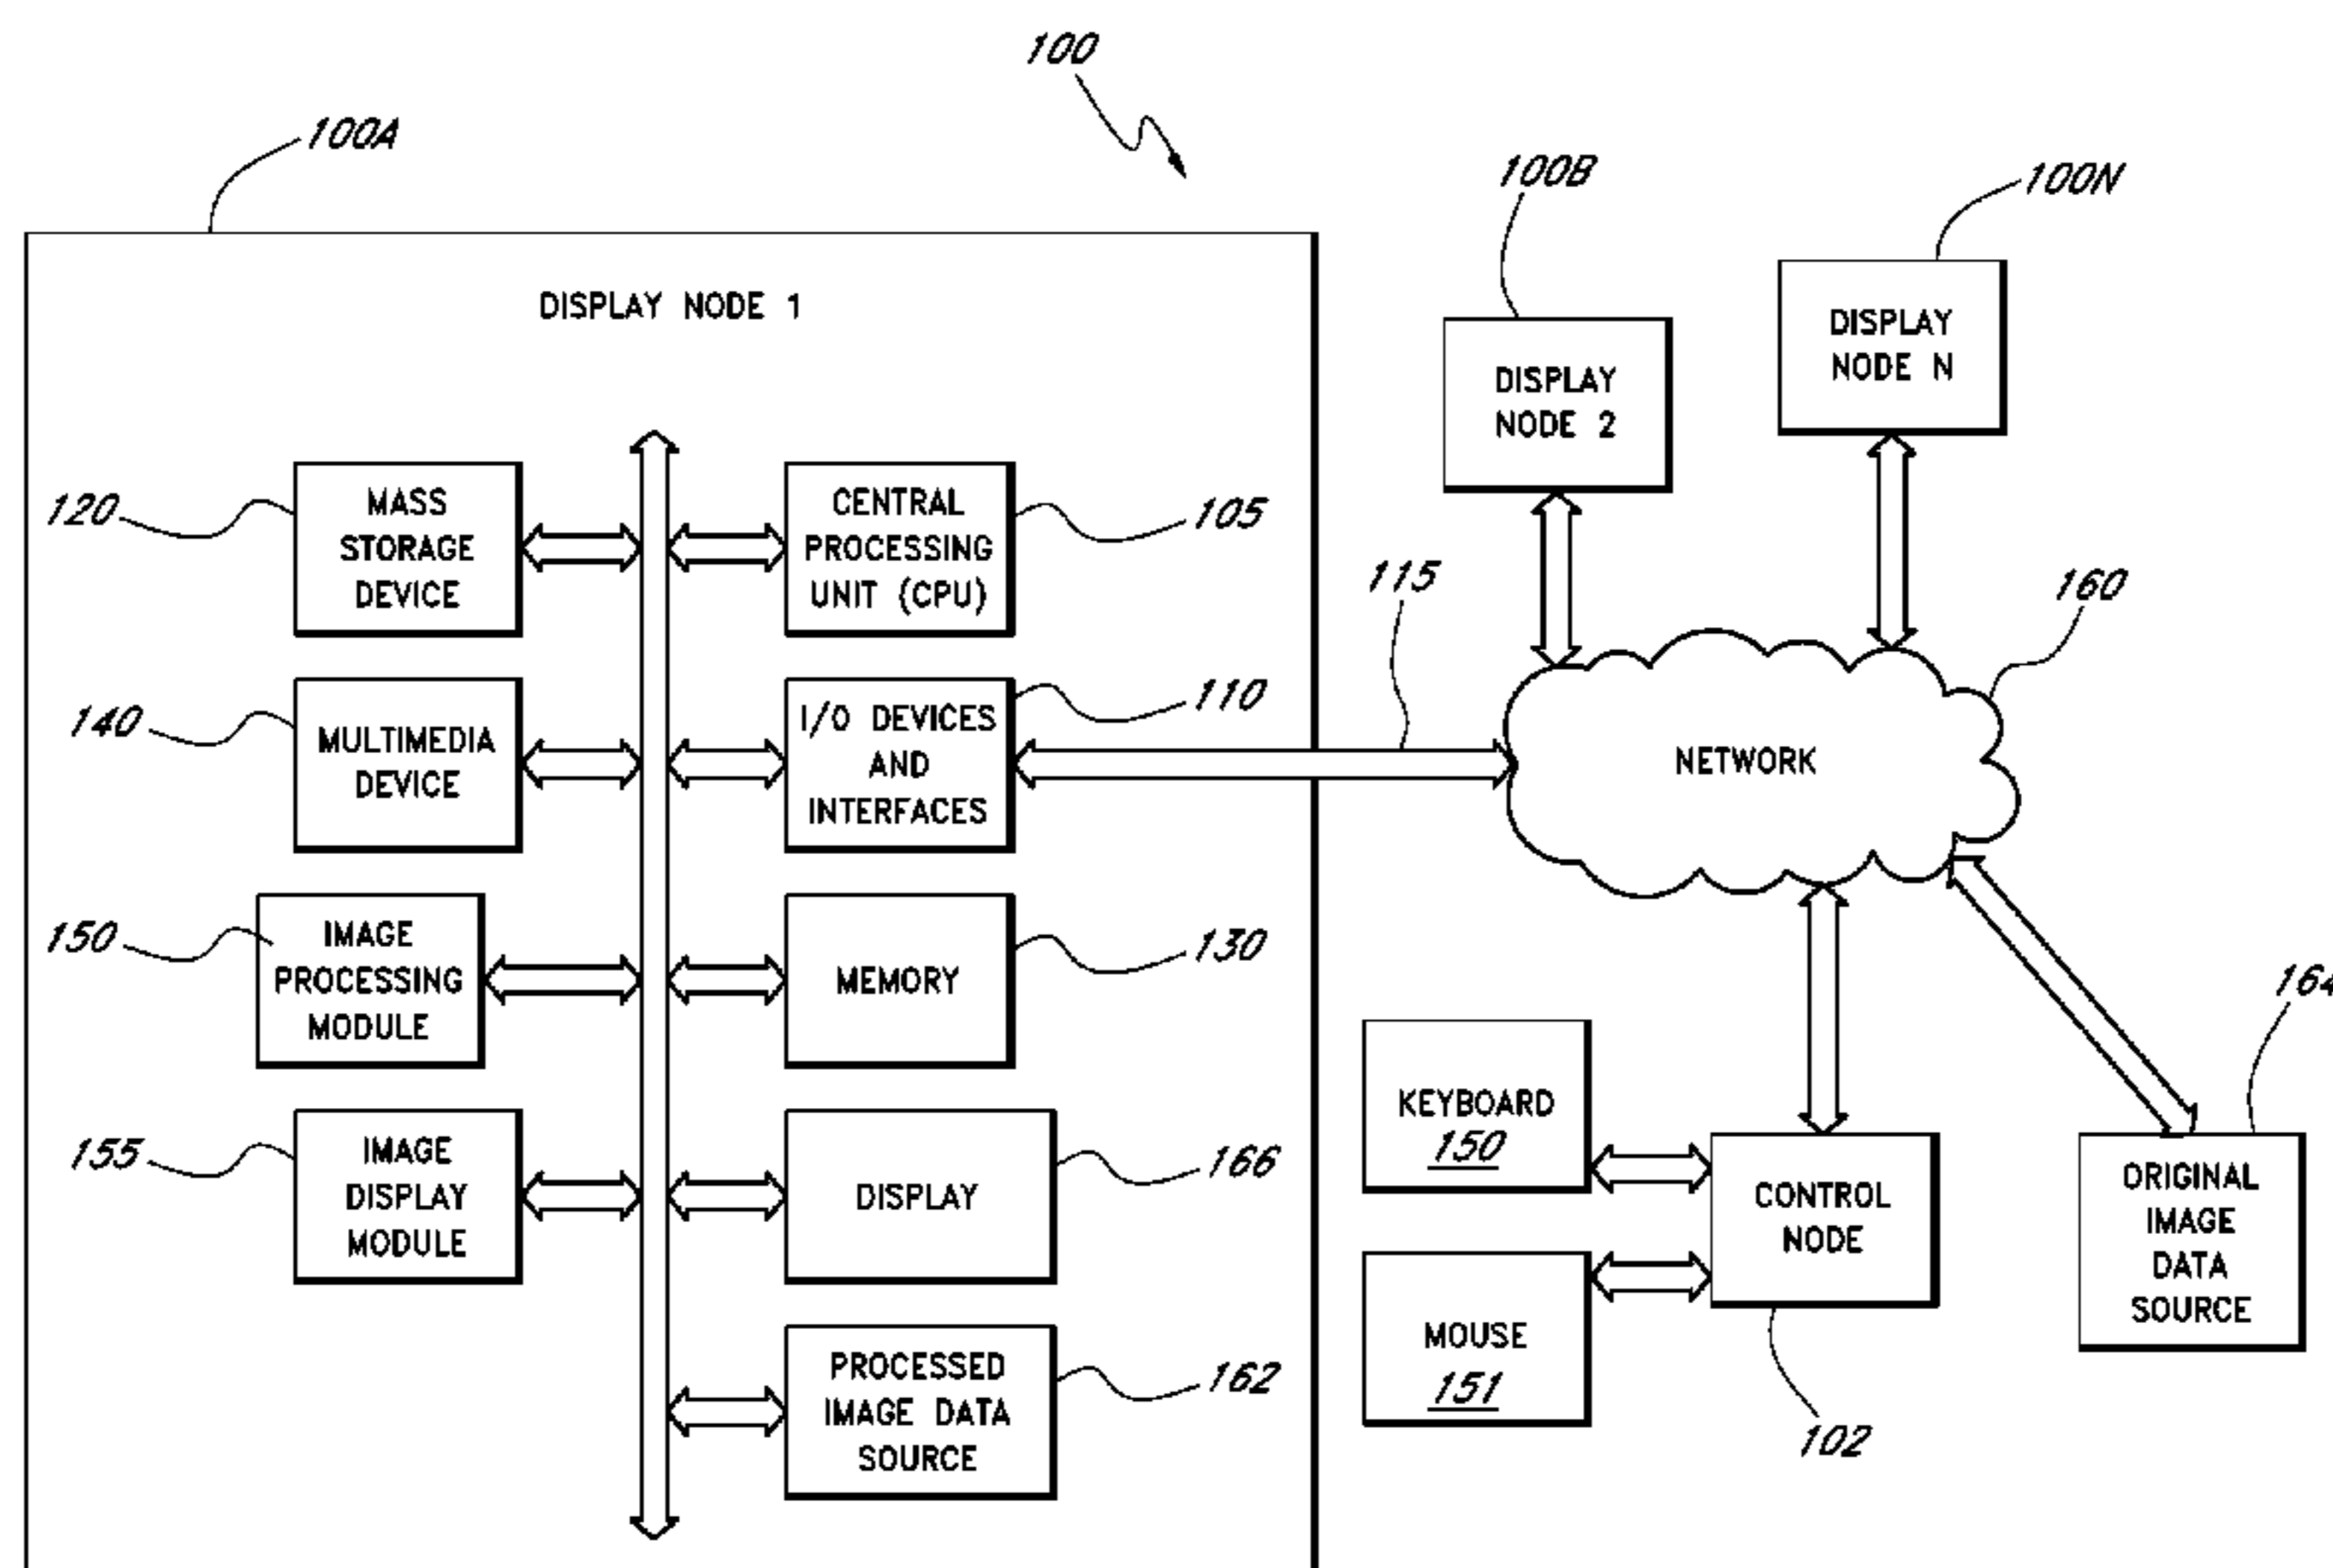 100
100A
100B
100N
DISPLAY NODE 1
DISPLAY
NODE 2
DISPLAY
NODE N
120
MASS
STORAGE
DEVICE
CENTRAL
PROCESSING
UNIT (CPU)
105
115
160
140
MULTIMEDIA
DEVICE
I/O DEVICES
AND
INTERFACES
110
NETWORK
150
IMAGE
PROCESSING
MODULE
MEMORY
130
164
155
IMAGE
DISPLAY
MODULE
DISPLAY
166
KEYBOARD
150
CONTROL
NODE
ORIGINAL
IMAGE
DATA
SOURCE
PROCESSED
IMAGE DATA
SOURCE
162
MOUSE
151
102